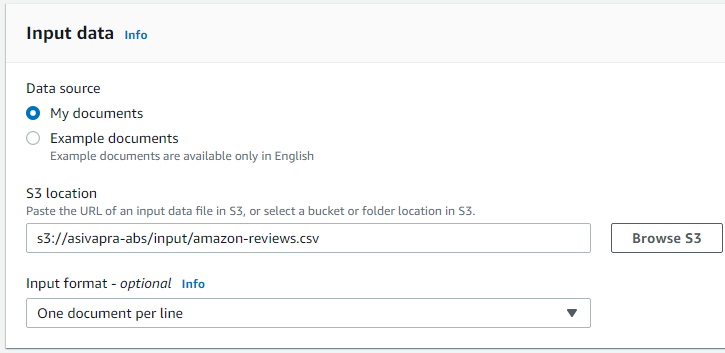 Input data Info
Data source
My documents
Example documents
Example documents are available only in English
S3 location
Paste the URL of an input data file in S3, or select a bucket or folder location in S3.
s3://asivapra-abs/input/amazon-reviews.csv Browse S3
Input format - optional Info
One document per line